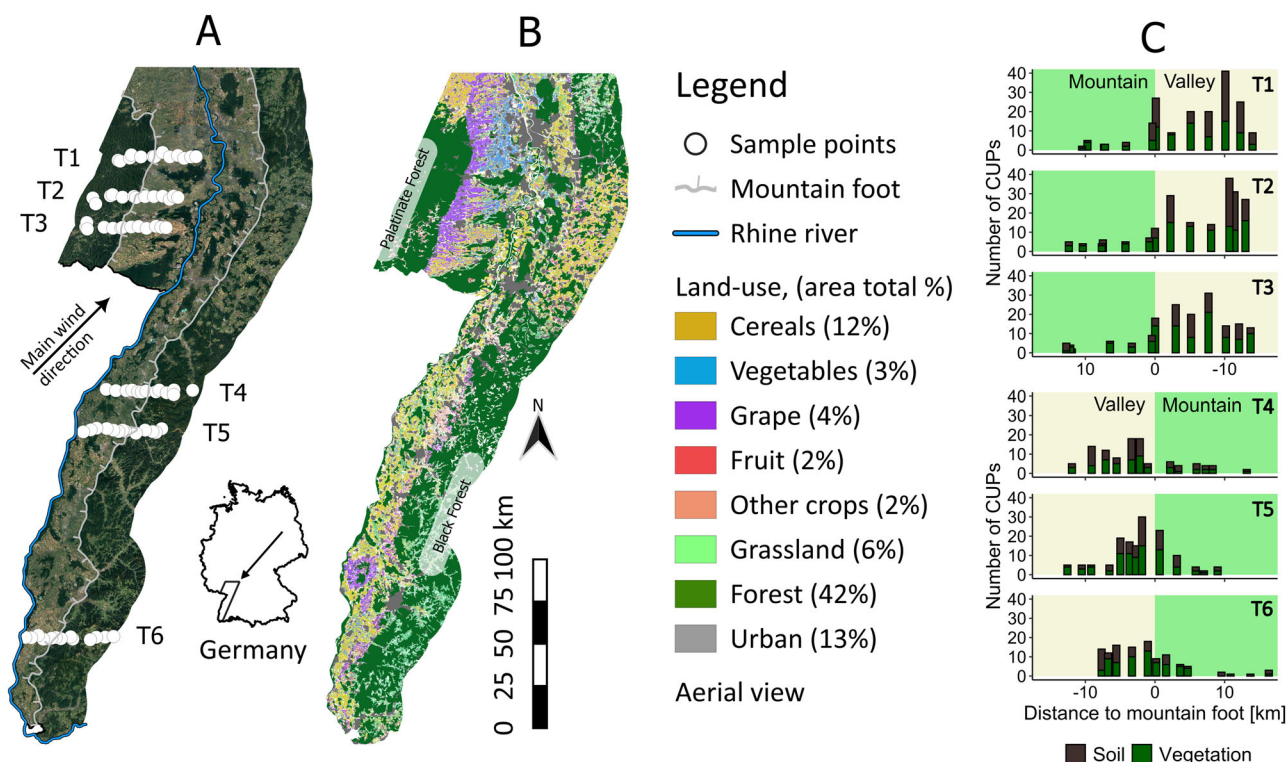 A
T1
T2
T3
Main wind
direction
T4
T5
T6
Germany
B
Palatinate Forest
Black Forest
N
0 25 50 75 100 km
Legend
Sample points
Mountain foot
Rhine river
Land-use, (area total %)
Cereals (12%)
Vegetables (3%)
Grape (4%)
Fruit (2%)
Other crops (2%)
Grassland (6%)
Forest (42%)
Urban (13%)
Aerial view
C
Number of CUPs
40
30
20
10
0
Mountain Valley T1
40
30
20
10
0
T2
40
30
20
10
0
T3
10 0 -10
Number of CUPs
40
30
20
10
0
Valley Mountain T4
40
30
20
10
0
T5
40
30
20
10
0
T6
-10 0 10
Distance to mountain foot [km]
Soil Vegetation